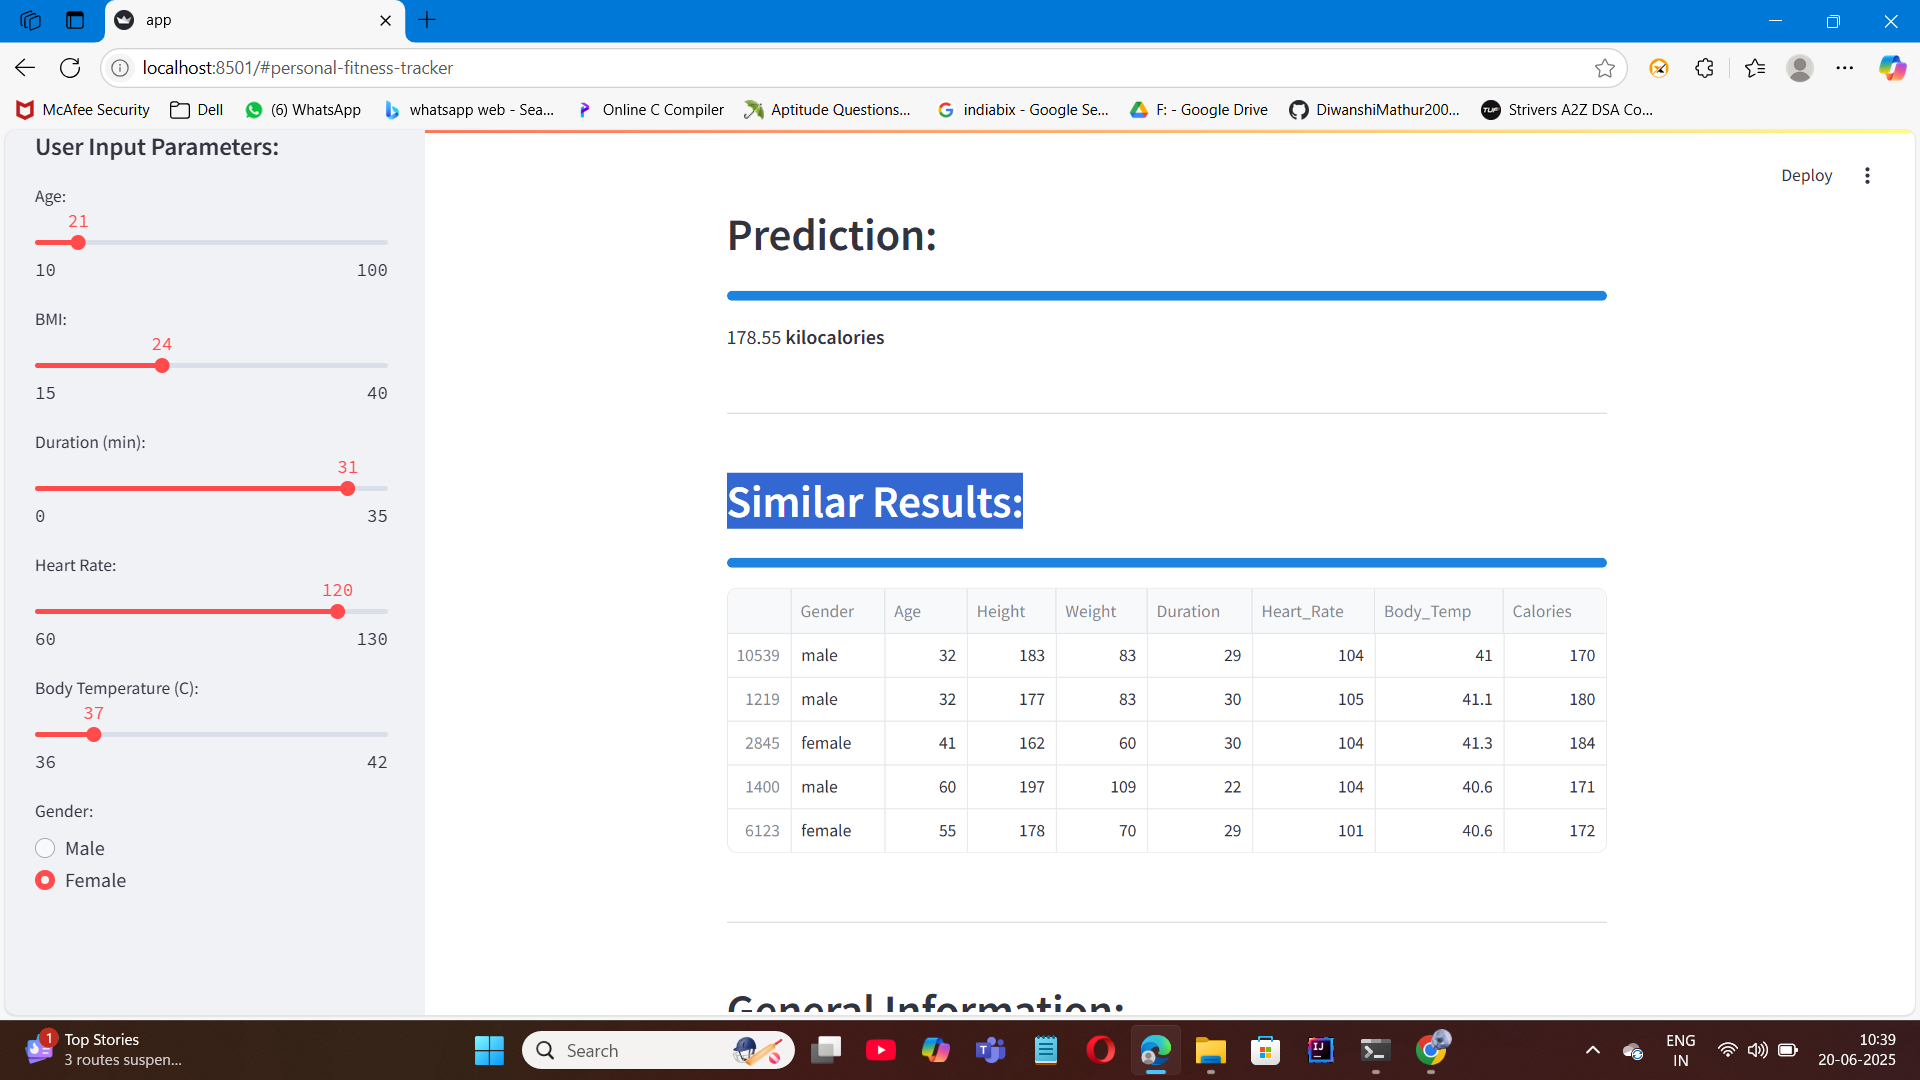 app
localhost:8501/#personal-fitness-tracker
McAfee Security
Dell
(6) WhatsApp
whatsapp web - Sea...
Online C Compiler
Aptitude Questions...
indiabix - Google Se...
F: - Google Drive
DiwanshiMathur200...
TUF
Strivers A2Z DSA Co...
User Input Parameters:
Age:
21
10 100
BMI:
24
15 40
Duration (min):
31
0 35
Heart Rate:
120
60 130
Body Temperature (C):
37
36 42
Gender:
Male
Female
Deploy
Prediction:
178.55 kilocalories
Similar Results:
Gender Age Height Weight Duration Heart_Rate Body_Temp Calories
10539 male 32 183 83 29 104 41 170
1219 male 32 177 83 30 105 41.1 180
2845 female 41 162 60 30 104 41.3 184
1400 male 60 197 109 22 104 40.6 171
6123 female 55 178 70 29 101 40.6 172
General Information:
1
Top Stories
3 routes suspen...
Search
IJ
ENG
IN
10:39
20-06-2025